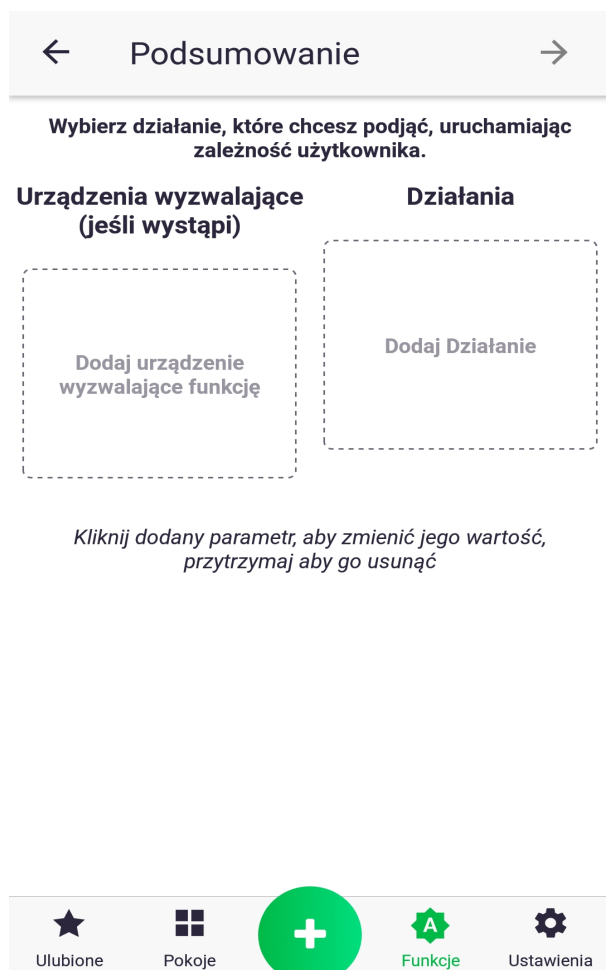 Podsumowanie
Wybierz działanie, które chcesz podjąć, uruchamiając
zależność użytkownika.
Urządzenia wyzwalające
(jeśli wystąpi)
Działania
Dodaj urządzenie
wyzwalające funkcję
Dodaj Działanie
Kliknij dodany parametr, aby zmienić jego wartość,
przytrzymaj aby go usunąć
A
Ulubione
Pokoje
Funkcje
Ustawienia